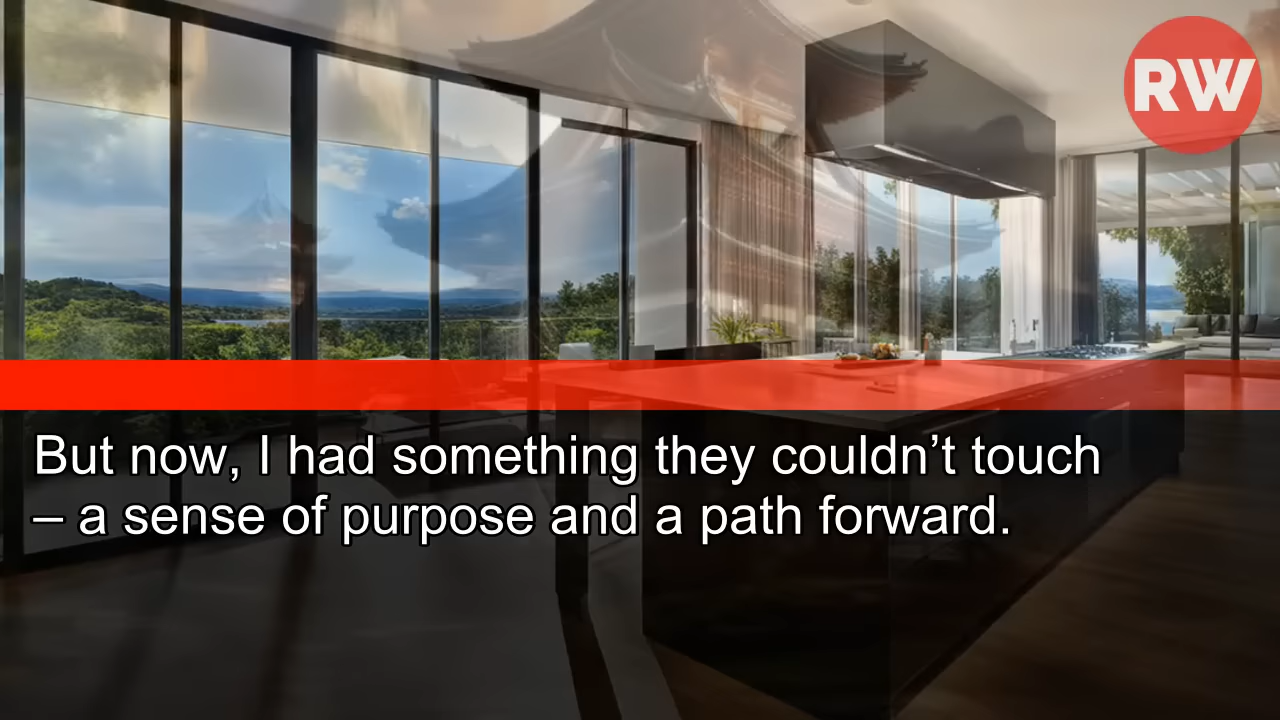 RW
But now, I had something they couldn’t touch
– a sense of purpose and a path forward.